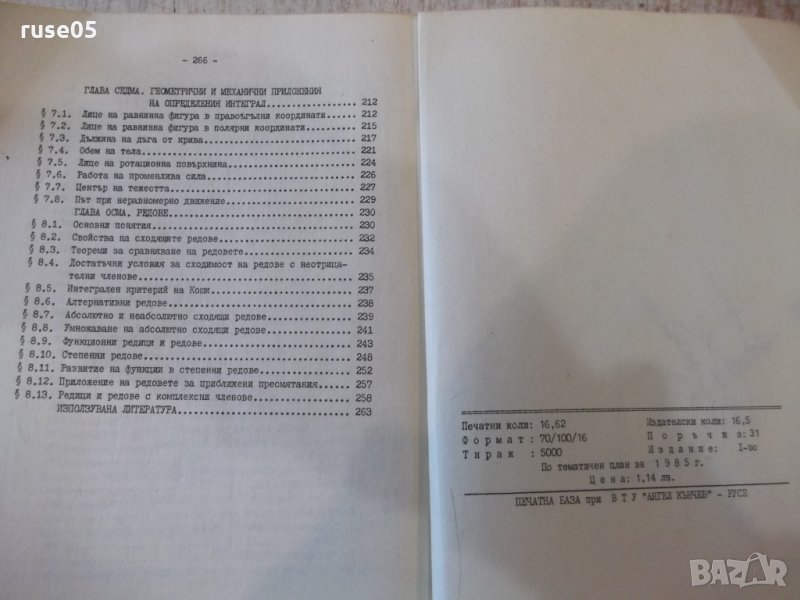 ruse05
- 266 -
ГЛАВА СЕДМА. ГЕОМЕТРИЧНИ И МЕХАНИЧНИ ПРИЛОЖЕНИЯ
НА ОПРЕДЕЛЕНИЯ ИНТЕГРАЛ.................. 212
§ 7.1. Лице на равнинна фигура в правоъгълни координати.... 212
§ 7.2. Лице на равнинна фигура в полярни координати........ 215
§ 7.3. Дължина на дъга от крива............................ 217
§ 7.4. Обем на тела........................................ 221
§ 7.5. Лице на ротационна повърхнина....................... 224
§ 7.6. Работа на променлива сила........................... 226
§ 7.7. Център на тежестта.................................. 227
§ 7.8. Път при неравномерно движение....................... 229
ГЛАВА ОСМА. РЕДОВЕ.................................. 230
§ 8.1. Основни понятия..................................... 230
§ 8.2. Свойства на сходящите редове........................ 232
§ 8.3. Теореми за сравняване на редовете................... 234
§ 8.4. Достатъчни условия за сходимост на редове с неотрица-
телни членове....................................... 235
§ 8.5. Интегрален критерий на Коши......................... 237
§ 8.6. Алтернативни редове................................. 238
§ 8.7. Абсолютно и неабсолютно сходящи редове.............. 239
§ 8.8. Умножаване на абсолютно сходящи редове.............. 241
§ 8.9. Функционни редици и редове.......................... 243
§ 8.10. Степенни редове.................................... 248
§ 8.11. Развитие на функции в степенни редове.............. 252
§ 8.12. Приложение на редовете за приближени пресмятания... 257
§ 8.13. Редици и редове с комплексни членове............... 258
ИЗПОЛЗУВАНА ЛИТЕРАТУРА.............................. 263
Печатни коли: 16,62 Издателски коли: 16,5
Формат : 70/100/16 Поръчка: 31
Тираж : 5000 Издание: I-во
По тематичен план за 1985 г.
Цена: 1,14 лв.
ПЕЧАТНА БАЗА при ВТУ "АНГЕЛ КЪНЧЕВ" - РУСЕ
BAZAR